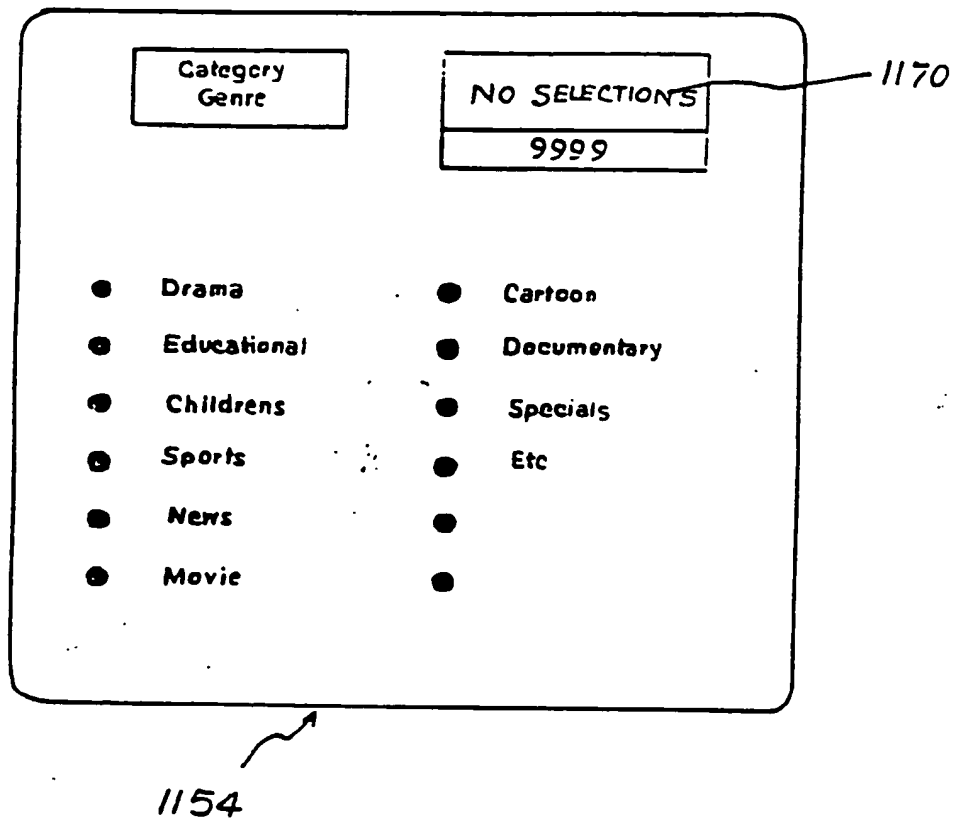 Category
Genre
NO SELECTIONS
1170
9999
Drama
Educational
Childrens
Sports
News
Movie
Cartoon
Documentary
Specials
Etc
1154